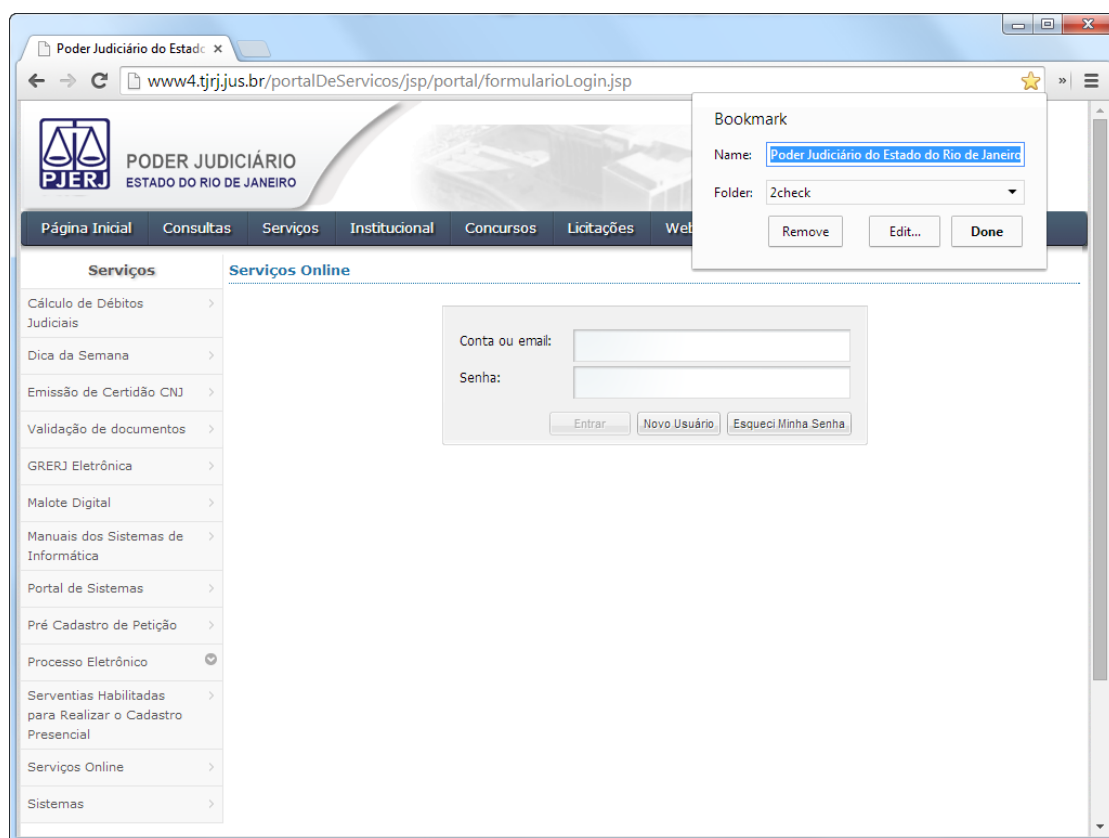 Poder Judiciário do Estado
www4.tjrj.jus.br/portalDeServicos/jsp/portal/formularioLogin.jsp
Bookmark
Name: Poder Judiciário do Estado do Rio de Janeiro
Folder: 2check
Remove Edit... Done
PJERJ
PODER JUDICIÁRIO
ESTADO DO RIO DE JANEIRO
Página Inicial Consultas Serviços Institucional Concursos Licitações Web
Serviços
Cálculo de Débitos
Judiciais
Dica da Semana
Emissão de Certidão CNJ
Validação de documentos
GRERJ Eletrônica
Malote Digital
Manuais dos Sistemas de
Informática
Portal de Sistemas
Pré Cadastro de Petição
Processo Eletrônico
Serventias Habilitadas
para Realizar o Cadastro
Presencial
Serviços Online
Sistemas
Serviços Online
Conta ou email:
Senha:
Entrar Novo Usuário Esqueci Minha Senha